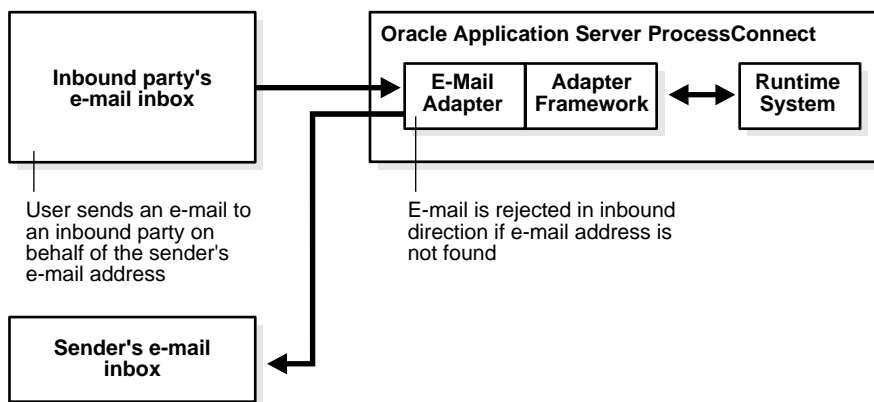 Oracle Application Server ProcessConnect
Inbound party's
e-mail inbox
E-Mail
Adapter
Adapter
Framework
Runtime
System
User sends an e-mail to
an inbound party on
behalf of the sender's
e-mail address
E-mail is rejected in inbound
direction if e-mail address is
not found
Sender's e-mail
inbox